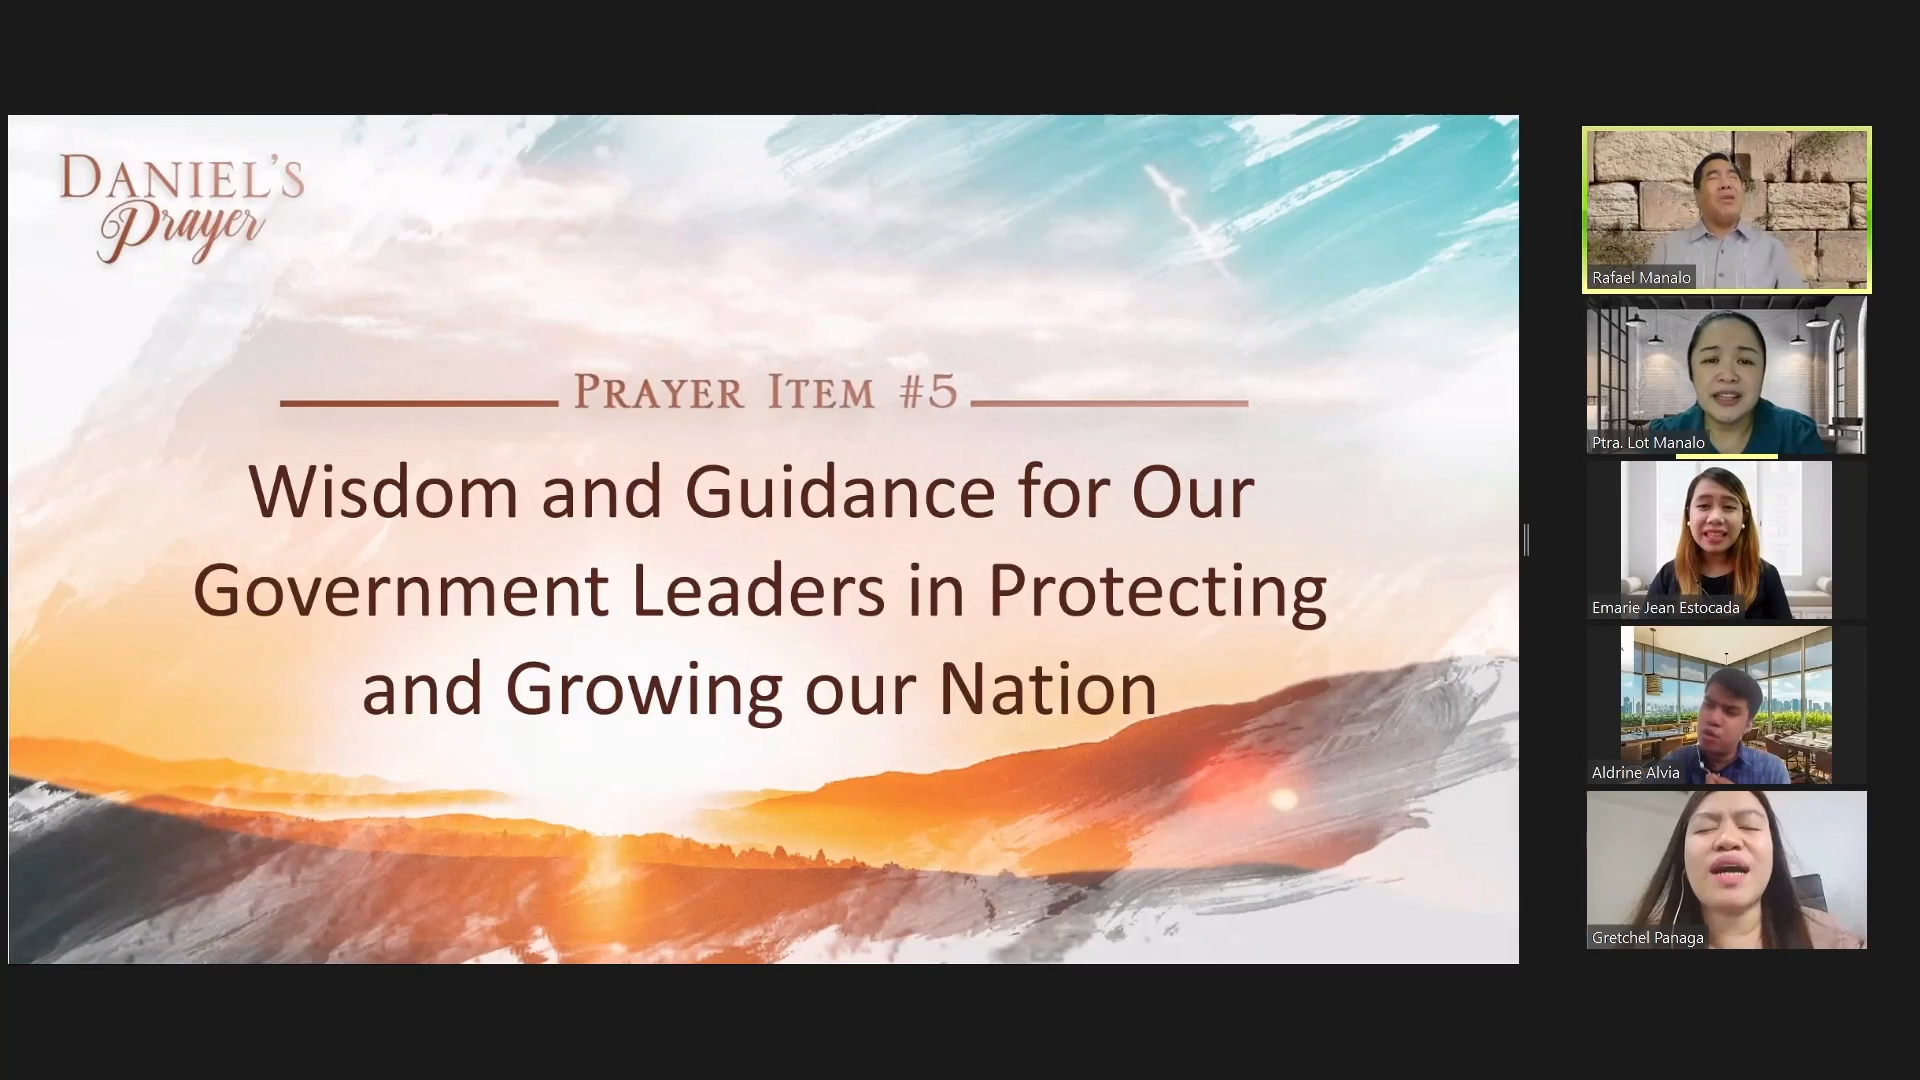 DANIEL'S
Prayer
PRAYER ITEM #5
Wisdom and Guidance for Our
Government Leaders in Protecting
and Growing our Nation
Rafael Manalo
Ptra. Lot Manalo
Emarie Jean Estocada
Aldrine Alvia
Gretchel Panaga